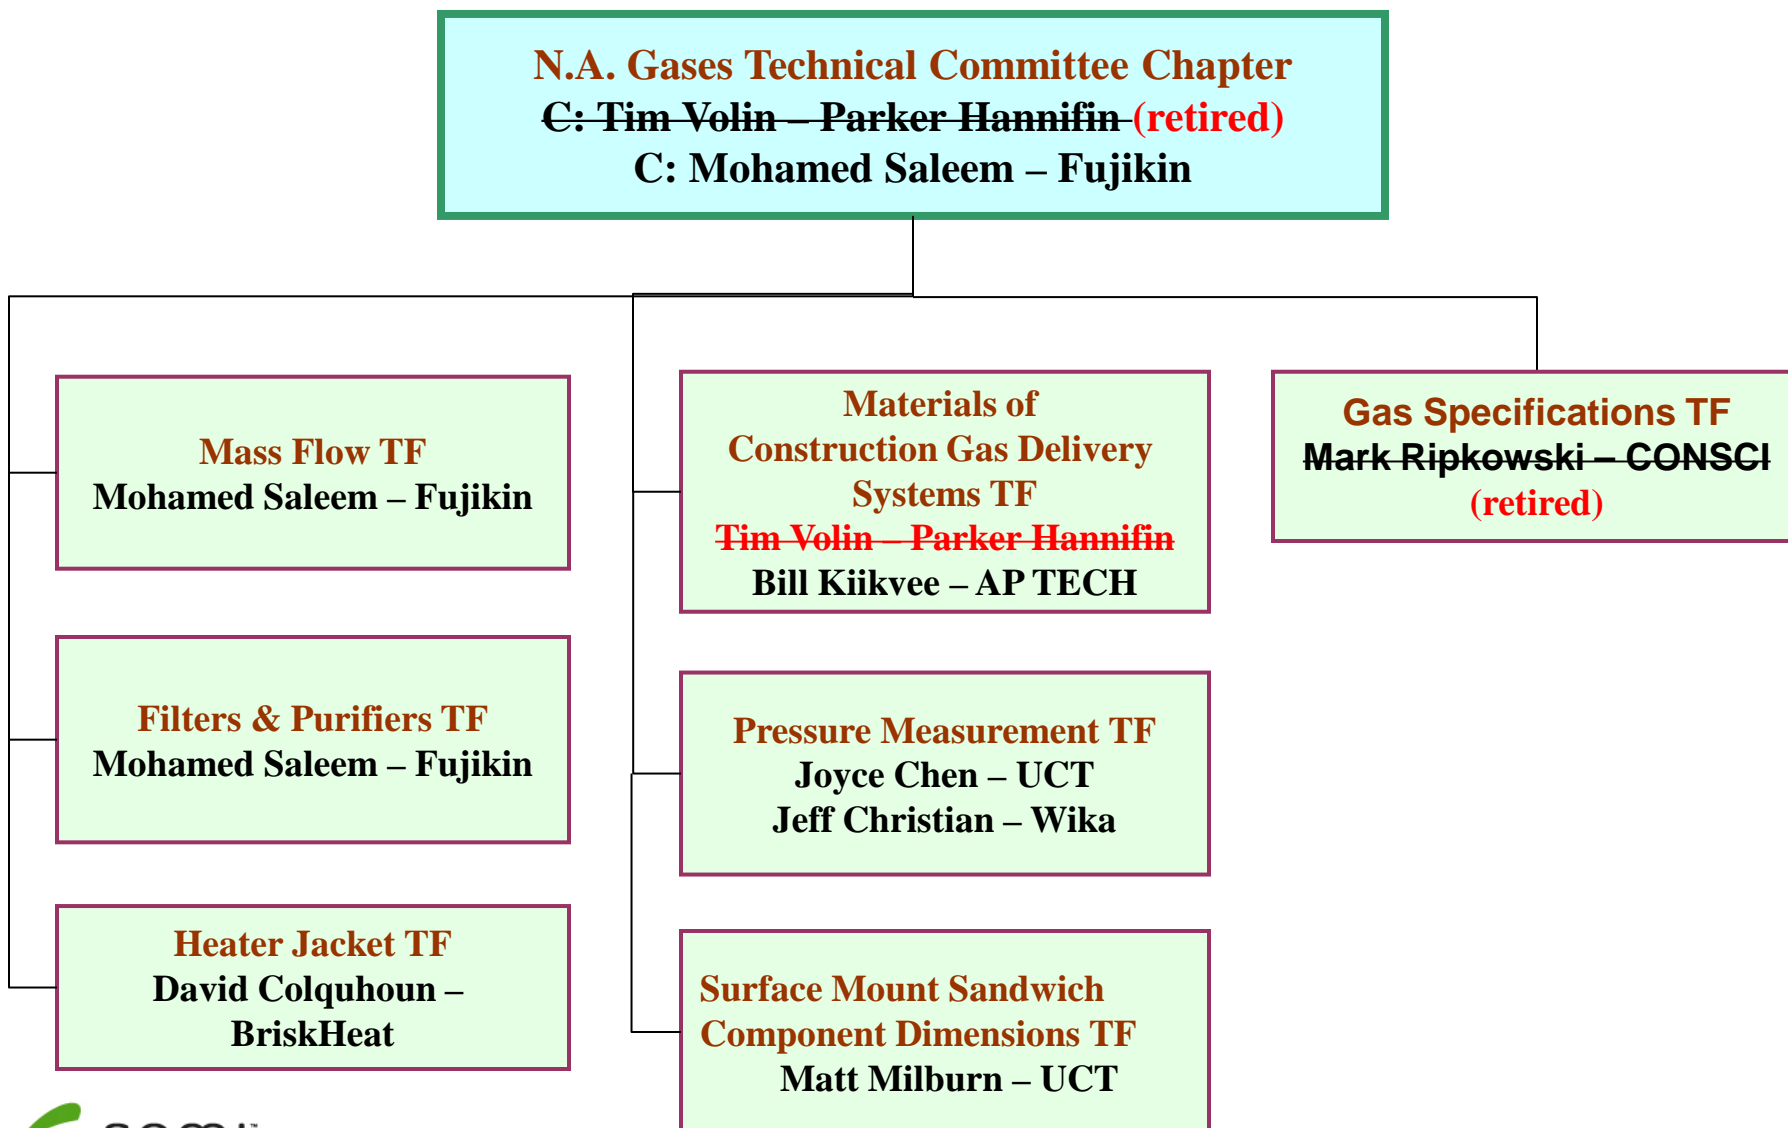 N.A. Gases Technical Committee Chapter
C: Tim Volin – Parker Hannifin (retired)
C: Mohamed Saleem – Fujikin
Mass Flow TF
Mohamed Saleem – Fujikin
Filters & Purifiers TF
Mohamed Saleem – Fujikin
Heater Jacket TF
David Colquhoun –
BriskHeat
Materials of
Construction Gas Delivery
Systems TF
Tim Volin – Parker Hannifin
Bill Kiikvee – AP TECH
Pressure Measurement TF
Joyce Chen – UCT
Jeff Christian – Wika
Surface Mount Sandwich
Component Dimensions TF
Matt Milburn – UCT
Gas Specifications TF
Mark Ripkowski – CONSCI
(retired)